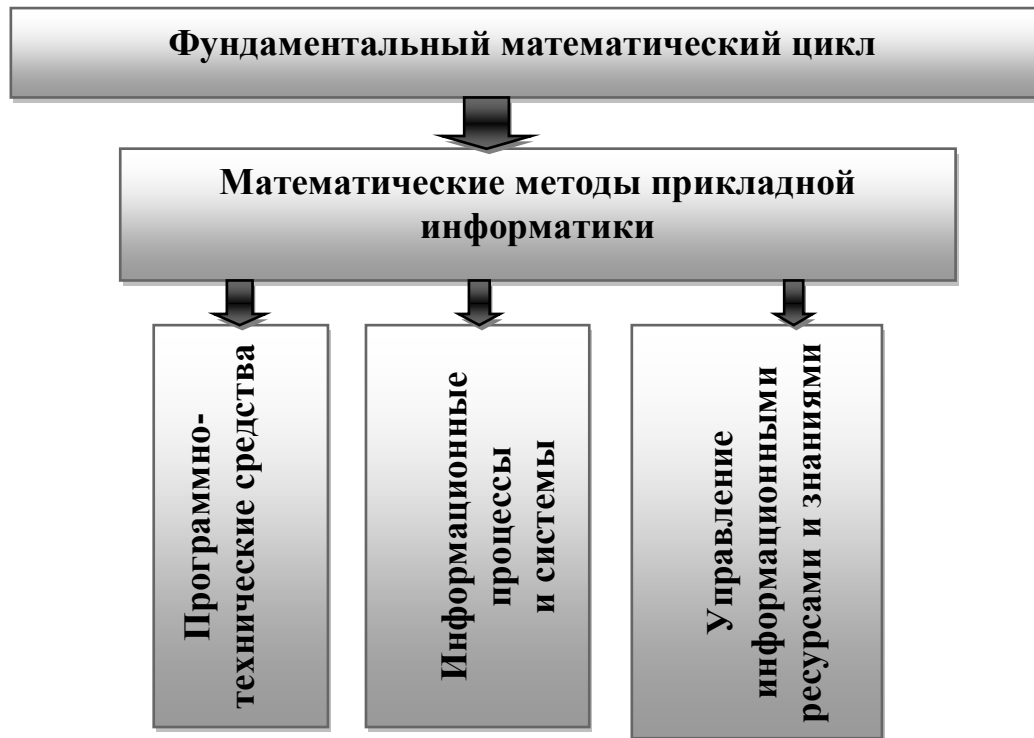 Фундаментальный математический цикл
Математические методы прикладной
информатики
Программно-
технические средства
Информационные
процессы
и системы
Управление
информационными
ресурсами и знаниями